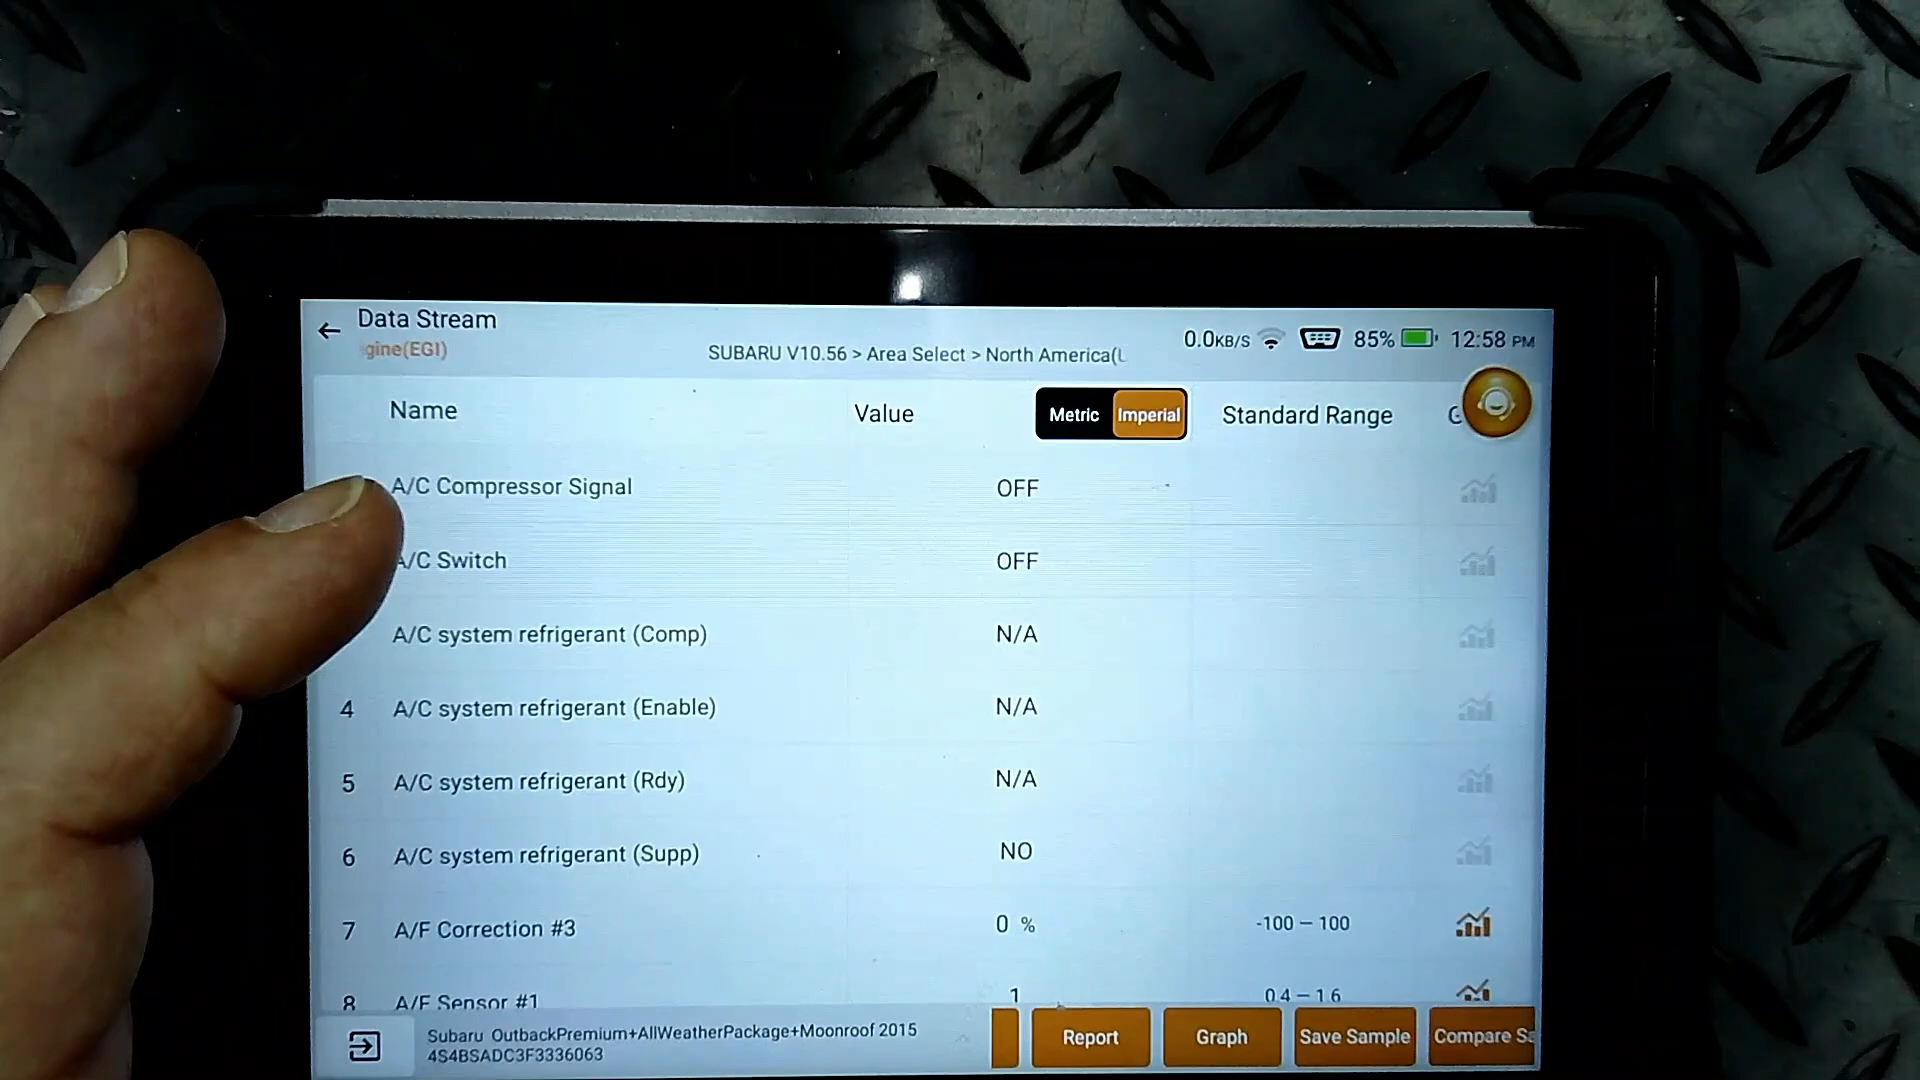 Data Stream
gine(EGI)
SUBARU V10.56 > Area Select > North America(
0.0KB/S 85% 12:58 PM
Name Value Metric Imperial Standard Range
A/C Compressor Signal OFF
A/C Switch OFF
A/C system refrigerant (Comp) N/A
4 A/C system refrigerant (Enable) N/A
5 A/C system refrigerant (Rdy) N/A
6 A/C system refrigerant (Supp) NO
7 A/F Correction #3 0 % -100 – 100
8 A/F Sensor #1 1 0.4 – 1.6
Subaru OutbackPremium+AllWeatherPackage+Moonroof 2015
4S4BSADC3F3336063
Report Graph Save Sample Compare Sa